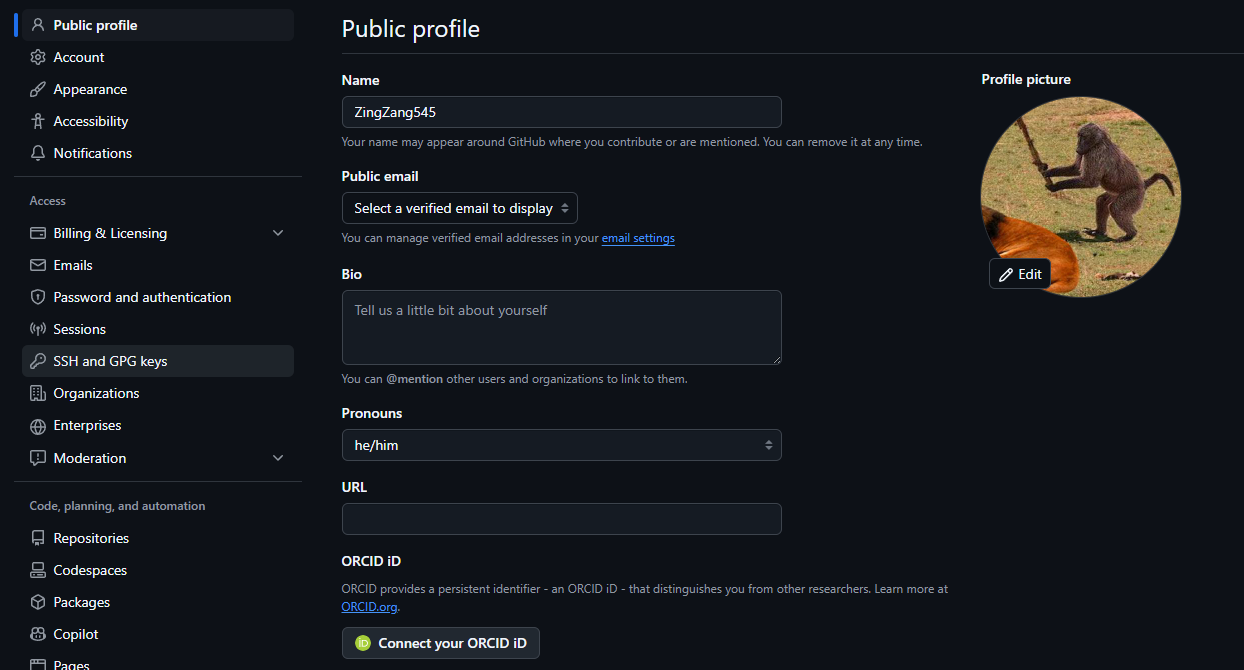 Public profile
Account
Appearance
Accessibility
Notifications
Access
Billing & Licensing
Emails
Password and authentication
Sessions
SSH and GPG keys
Organizations
Enterprises
Moderation
Code, planning, and automation
Repositories
Codespaces
Packages
Copilot
Pages
Public profile
Name
ZingZang545
Your name may appear around GitHub where you contribute or are mentioned. You can remove it at any time.
Public email
Select a verified email to display
You can manage verified email addresses in your email settings
Bio
Tell us a little bit about yourself
You can @mention other users and organizations to link to them.
Pronouns
he/him
URL
ORCID iD
ORCID provides a persistent identifier - an ORCID iD - that distinguishes you from other researchers. Learn more at
ORCID.org.
iD Connect your ORCID iD
Profile picture
Edit